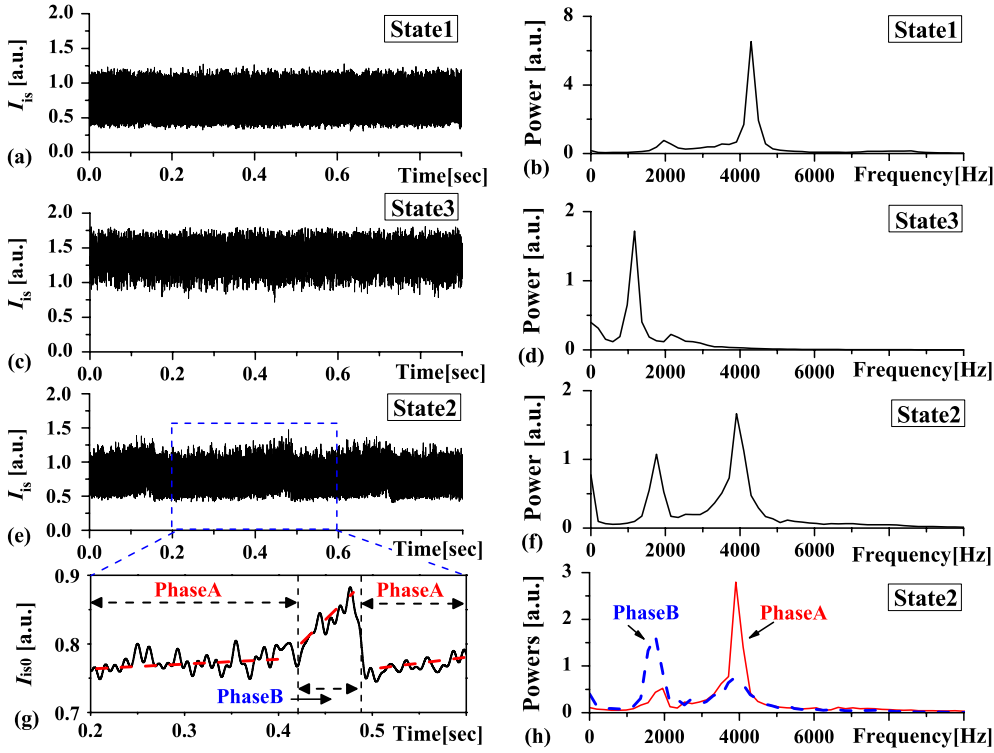 2.0
1.5
1.0
0.5
0.0
I_is [a.u.]
State1
(a)
0.0 0.2 0.4 0.6 Time[sec]
8
6
4
2
0
Power [a.u.]
State1
(b)
0 2000 4000 6000 Frequency[Hz]
2.0
1.5
1.0
0.5
0.0
I_is [a.u.]
State3
(c)
0.0 0.2 0.4 0.6 Time[sec]
2
1
0
Power [a.u.]
State3
(d)
0 2000 4000 6000 Frequency[Hz]
2.0
1.5
1.0
0.5
0.0
I_is [a.u.]
State2
(e)
0.0 0.2 0.4 0.6 Time[sec]
2
1
0
Power [a.u.]
State2
(f)
0 2000 4000 6000 Frequency[Hz]
0.9
0.8
0.7
I_is0 [a.u.]
PhaseA
PhaseA
PhaseB
(g)
0.2 0.3 0.4 0.5 Time[sec]
3
2
1
0
Powers [a.u.]
State2
PhaseB
PhaseA
(h)
0 2000 4000 6000 Frequency[Hz]